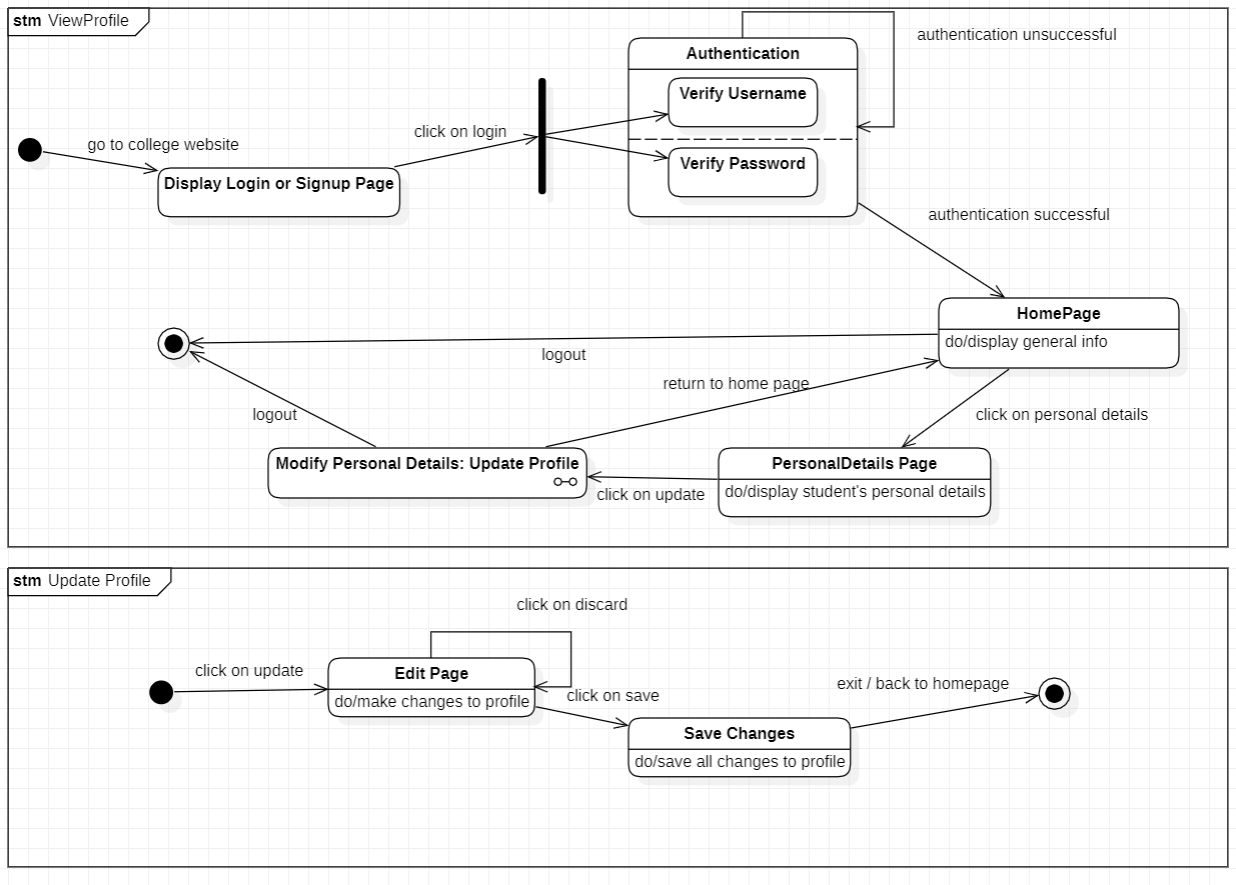 stm ViewProfile
authentication unsuccessful
Authentication
Verify Username
click on login
go to college website
Verify Password
Display Login or Signup Page
authentication successful
HomePage
do/display general info
logout
return to home page
logout
click on personal details
Modify Personal Details: Update Profile
PersonalDetails Page
click on update
do/display student's personal details
stm Update Profile
click on discard
click on update
Edit Page
do/make changes to profile
click on save
exit / back to homepage
Save Changes
do/save all changes to profile